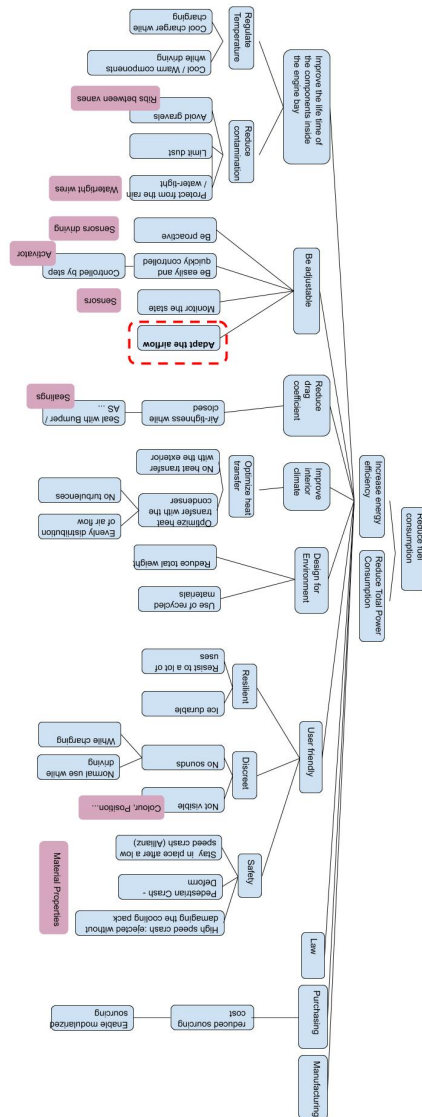 Reduce fuel
consumption
Increase energy
efficiency
Reduce Total Power
Consumption
Improve the life time of
the components inside
the engine bay
Regulate
Temperature
Cool charger while
charging
Cool / Warm components
while driving
Reduce
contamination
Avoid gravels
Ribs between vanes
Limit dust
Protect from the rain
/ water-tight
Watertight wires
Be adjustable
Be proactive
Sensors driving
Be easily and
quickly controlled
Controled by step
Activator
Monitor the state
Sensors
Adapt the airflow
Reduce
drag
coefficient
Air-tighness while
closed
Seal with Bumper /
AS ...
Sealings
Improve
interior
climate
Optimize heat
transfer
No heat transfer
with the exterior
Optimize heat
transfer with the
condenser
No turbulences
Evenly distribution
of air flow
Design for
Environment
Reduce total weight
Use of recycled
materials
User friendly
Resilient
Resist to a lot of
uses
Ice durable
Discreet
No sounds
While charging
Normal use while
driving
Not visible
Colour, Position...
Safety
Stay in place after a low
speed crash (Allianz)
Pedestrian Crash -
Deform
High speed crash :ejected without
damaging the cooling pack
Material Properties
Law
Purchasing
reduced sourcing
cost
Enable modularized
sourcing
Manufacturing